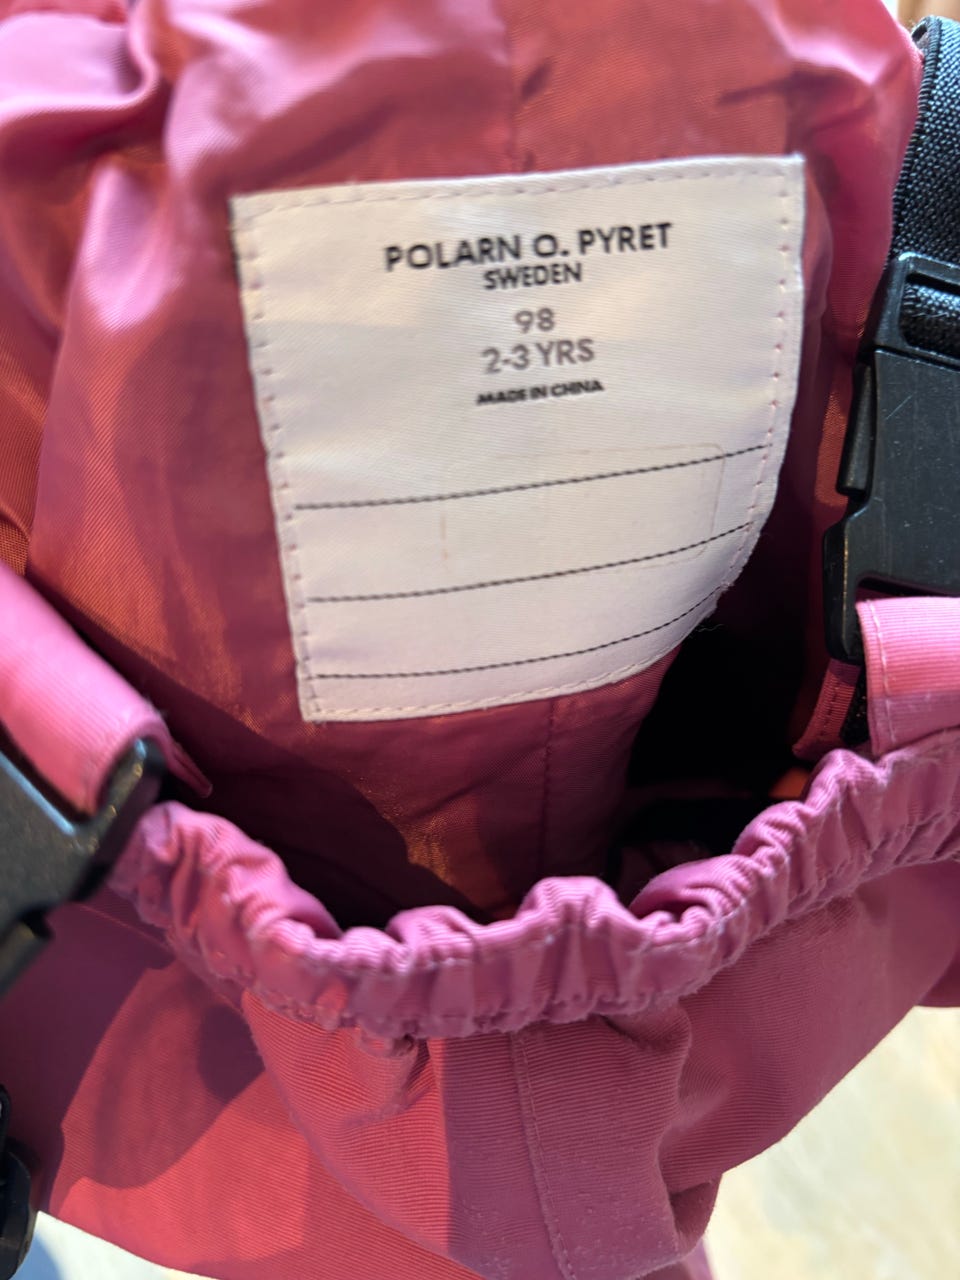 POLARN O. PYRET
SWEDEN
98
2-3 YRS
MADE IN CHINA